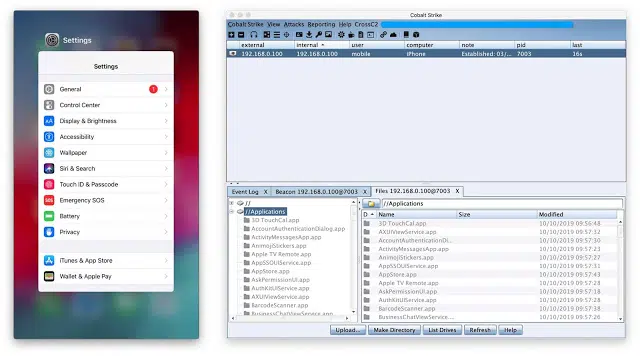 Settings
Settings
General
Control Center
Display & Brightness
Accessibility
Wallpaper
Siri & Search
Touch ID & Passcode
Emergency SOS
Battery
Privacy
iTunes & App Store
Wallet & Apple Pay
Cobalt Strike
Cobalt Strike View Attacks Reporting Help CrossC2
external internal user computer note pid last
192.168.0.100 192.168.0.100 mobile iPhone Established: 03/... 7003 16s
Event Log X Beacon 192.168.0.100@7003 X Files 192.168.0.100@7003 X
//
//Applications
3D TouchCal.app
AccountAuthenticationDialog.app
ActivityMessagesApp.app
AnimojiStickers.app
Apple TV Remote.app
AppSSOUIService.app
AppStore.app
AskPermissionUI.app
AuthKitUIService.app
AXUIViewService.app
BarcodeScanner.app
BusinessChatViewService.app
//Applications
D Name Size Modified
3D TouchCal.app 10/10/2019 09:56:48
AXUIViewService.app 10/10/2019 09:57:30
AccountAuthenticationDi... 10/10/2019 09:57:23
ActivityMessagesApp.app 10/10/2019 09:57:32
AnimojiStickers.app 10/10/2019 09:57:27
AppSSOUIService.app 10/10/2019 09:57:31
AppStore.app 10/10/2019 09:57:43
Apple TV Remote.app 10/10/2019 09:57:31
AskPermissionUI.app 10/10/2019 09:57:28
AuthKitUIService.app 10/10/2019 09:57:28
BarcodeScanner.app 10/10/2019 09:57:26
BusinessChatViewService... 10/10/2019 09:57:18
Upload... Make Directory List Drives Refresh Help